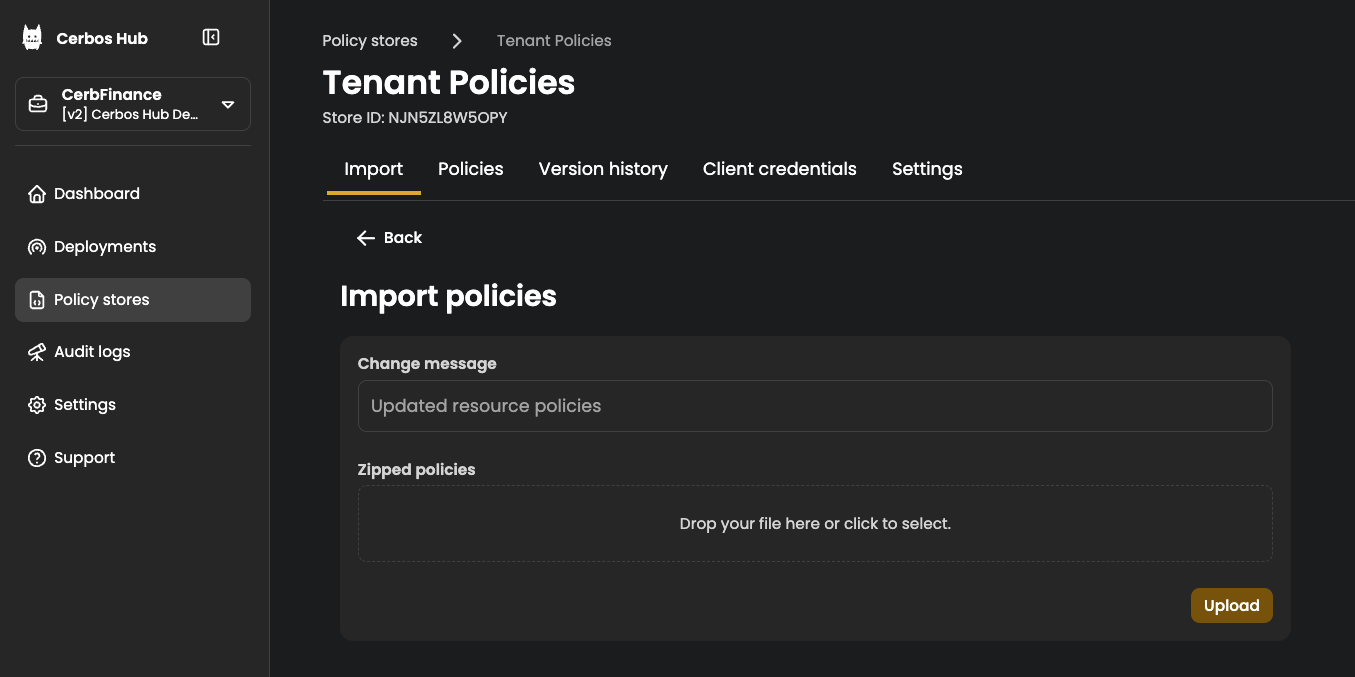 Cerbos Hub
CerbFinance
[v2] Cerbos Hub De...
Dashboard
Deployments
Policy stores
Audit logs
Settings
Support
Policy stores > Tenant Policies
Tenant Policies
Store ID: NJN5ZL8W5OPY
Import Policies Version history Client credentials Settings
Back
Import policies
Change message
Updated resource policies
Zipped policies
Drop your file here or click to select.
Upload